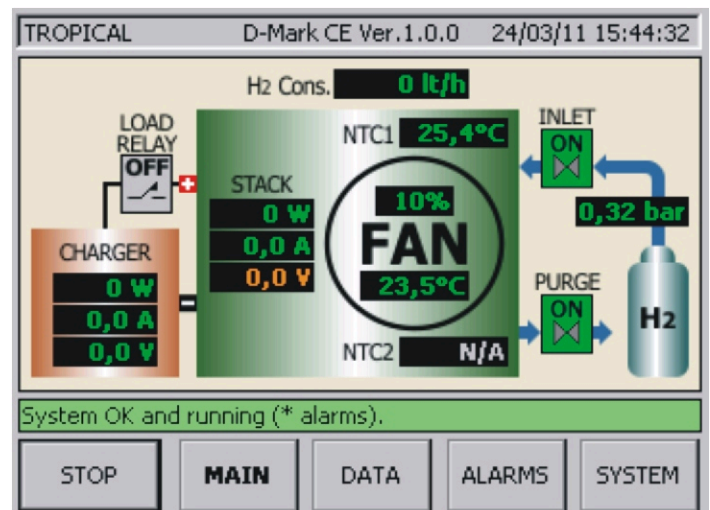 TROPICAL D-Mark CE Ver.1.0.0 24/03/11 15:44:32
H2 Cons. 0 lt/h
LOAD
RELAY
OFF
NTC1 25,4°C
INLET
ON
STACK
0 W
0,0 A
0,0 V
10%
FAN
23,5°C
0,32 bar
CHARGER
0 W
0,0 A
0,0 V
PURGE
ON
H2
NTC2 N/A
System OK and running (* alarms).
STOP MAIN DATA ALARMS SYSTEM